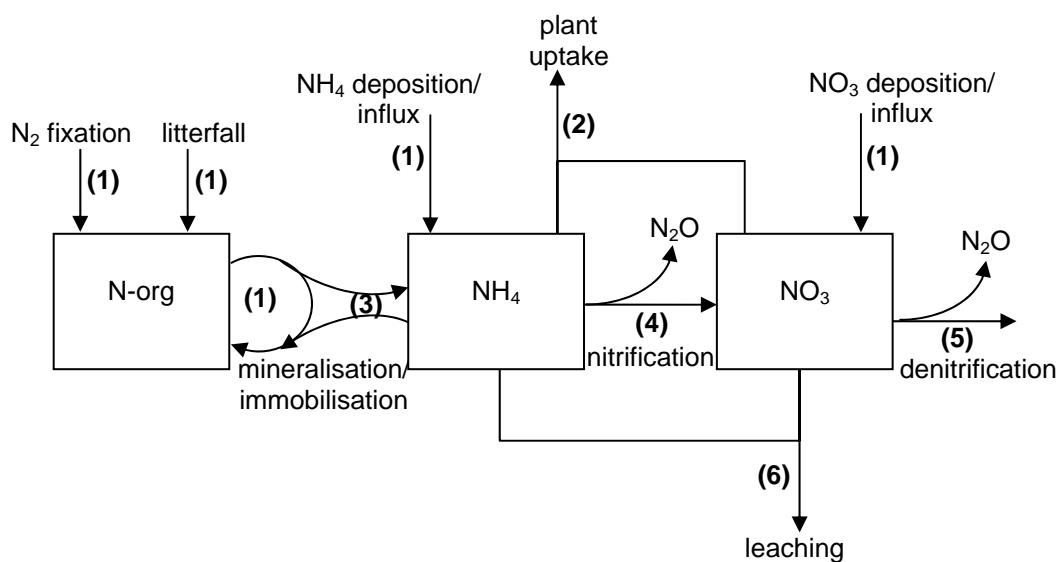 plant
uptake
NH₄ deposition/
influx
NO₃ deposition/
influx
N₂ fixation
litterfall
(2)
(1)
(1)
(1)
(1)
N₂O
N₂O
N-org
(1)
(3)
NH₄
NO₃
(4)
nitrification
(5)
denitrification
mineralisation/
immobilisation
(6)
leaching